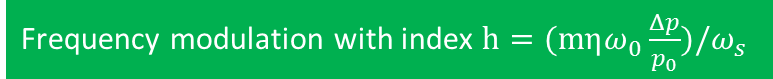 Frequency modulation with index h = (mηω₀ Δp/p₀)/ωₛ